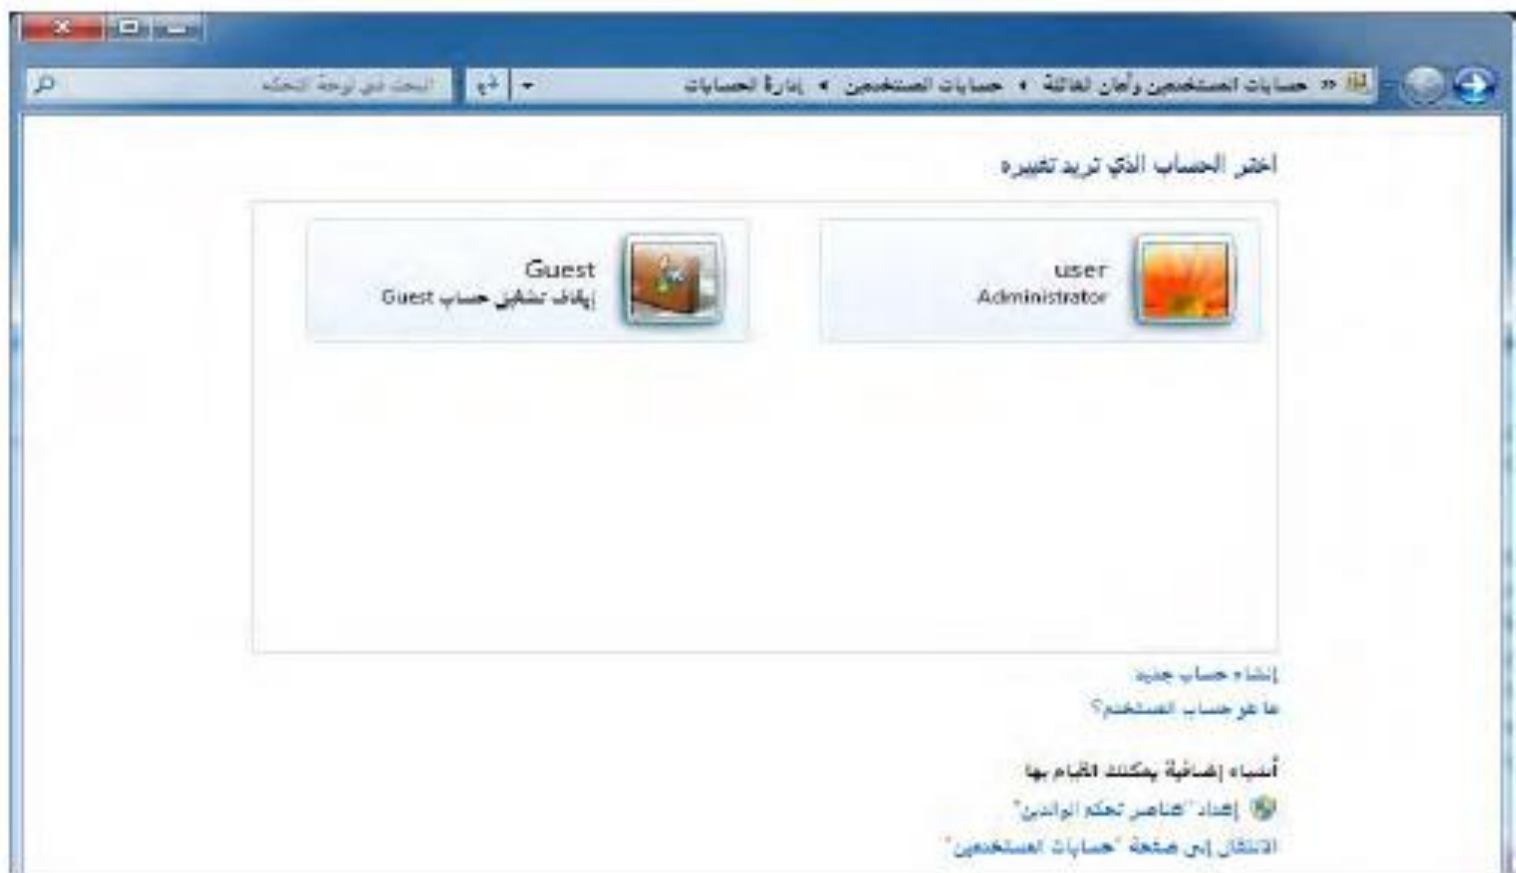 » حسابات المستخدمين وأمان العائلة ‹ حسابات المستخدمين ‹ إدارة الحسابات
البحث في لوحة التحكم
اختر الحساب الذي تريد تغييره
user
Administrator
Guest
إيقاف تشغيل حساب Guest
إنشاء حساب جديد
ما هو حساب المستخدم؟
أشياء إضافية يمكنك القيام بها
إعداد "عناصر تحكم الوالدين"
الانتقال إلى صفحة "حسابات المستخدمين"